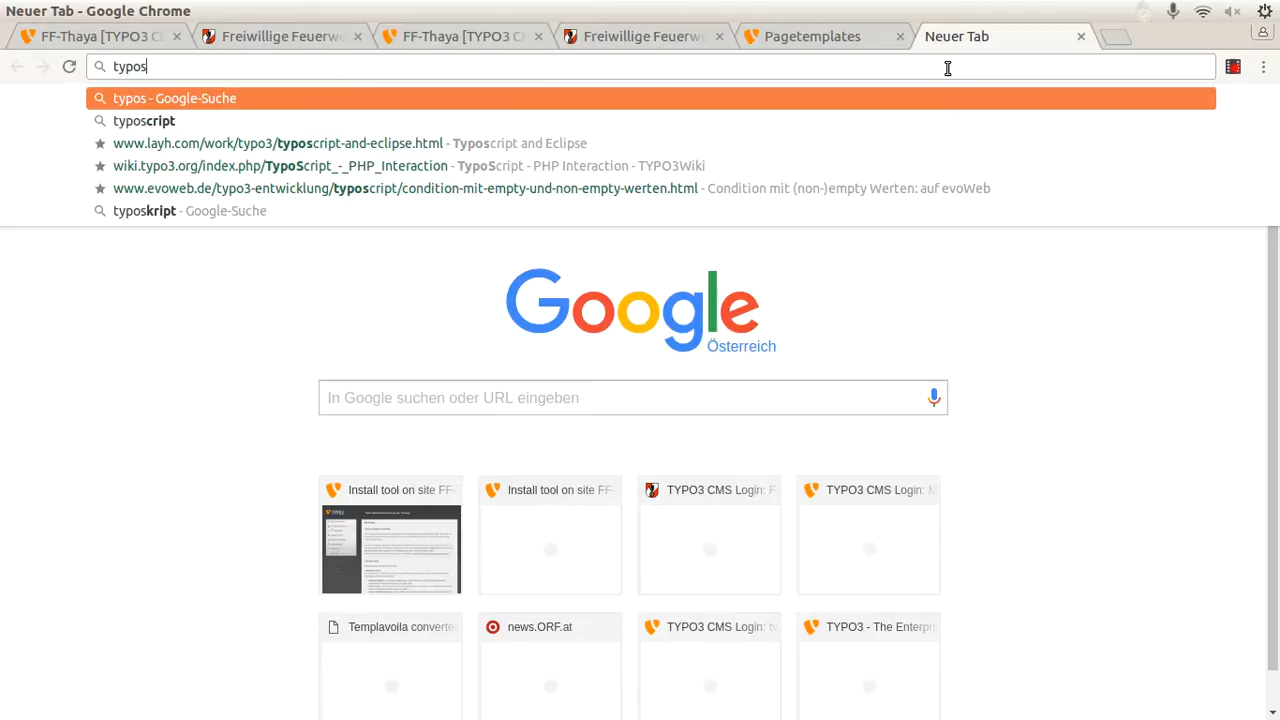 Neuer Tab - Google Chrome
FF-Thaya [TYPO3 C
Freiwillige Feuerw
FF-Thaya [TYPO3 C
Freiwillige Feuerw
Pagetemplates
Neuer Tab
typos
typos - Google-Suche
typoscript
www.layh.com/work/typo3/typoscript-and-eclipse.html - Typoscript and Eclipse
wiki.typo3.org/index.php/TypoScript_-_PHP_Interaction - TypoScript - PHP Interaction - TYPO3Wiki
www.evoweb.de/typo3-entwicklung/typoscript/condition-mit-empty-und-non-empty-werten.html - Condition mit (non-)empty Werten: auf evoWeb
typoskript - Google-Suche
Google
Österreich
In Google suchen oder URL eingeben
Install tool on site FF-
Install tool on site FF-
TYPO3 CMS Login: F
TYPO3 CMS Login: M
Templavoila converte
news.ORF.at
TYPO3 CMS Login: tv
TYPO3 - The Enterp